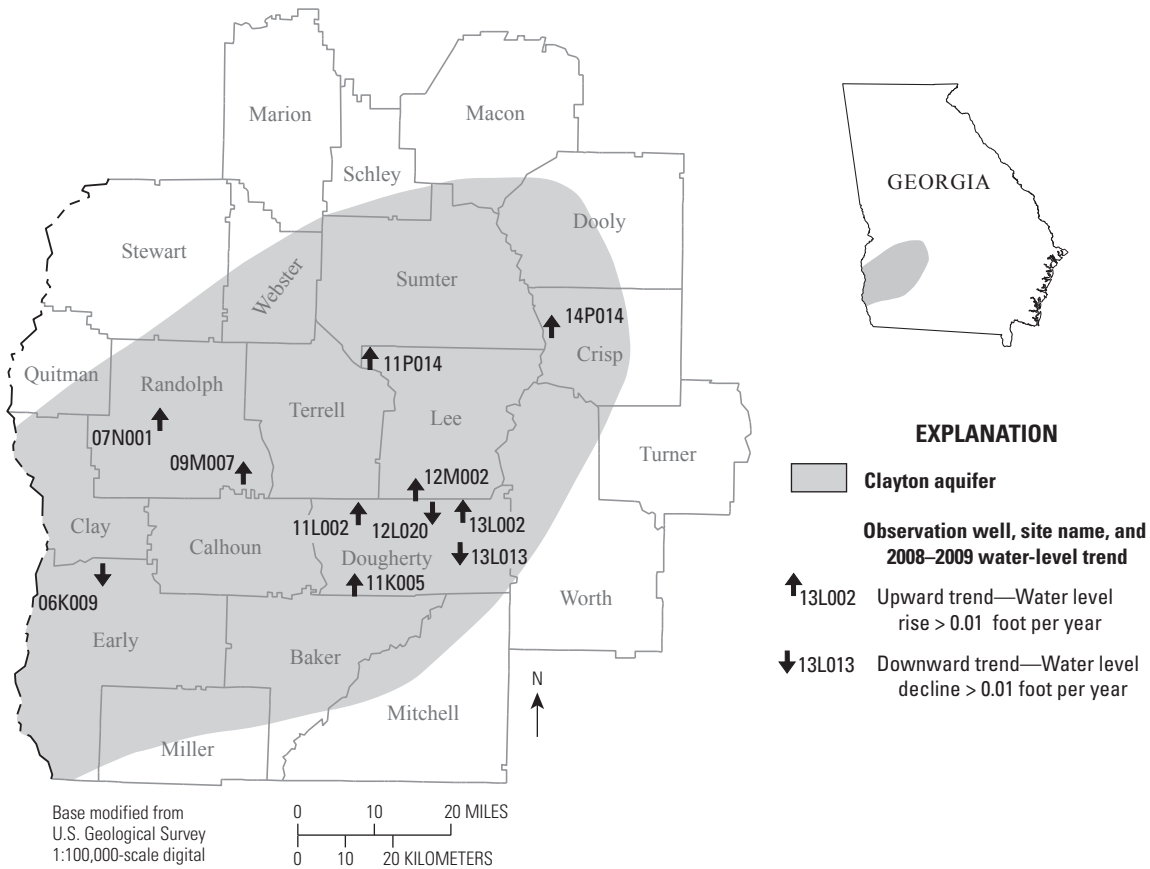 Marion
Macon
Schley
Dooly
Stewart
Webster
Sumter
14P014
Crisp
11P014
Quitman
Randolph
Terrell
Lee
07N001
09M007
Turner
12M002
11L002
12L020
13L002
Clay
Calhoun
Dougherty
13L013
11K005
06K009
Worth
Early
Baker
Mitchell
Miller
N
Base modified from
U.S. Geological Survey
1:100,000-scale digital
0 10 20 MILES
0 10 20 KILOMETERS
GEORGIA
EXPLANATION
Clayton aquifer
Observation well, site name, and
2008–2009 water-level trend
13L002 Upward trend—Water level
rise > 0.01 foot per year
13L013 Downward trend—Water level
decline > 0.01 foot per year